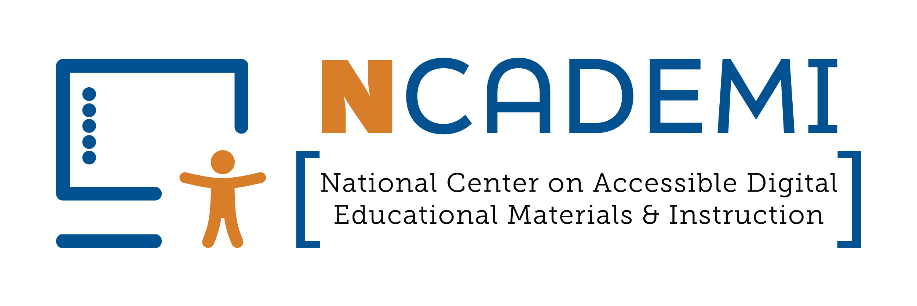 NCADEMI
National Center on Accessible Digital
Educational Materials & Instruction